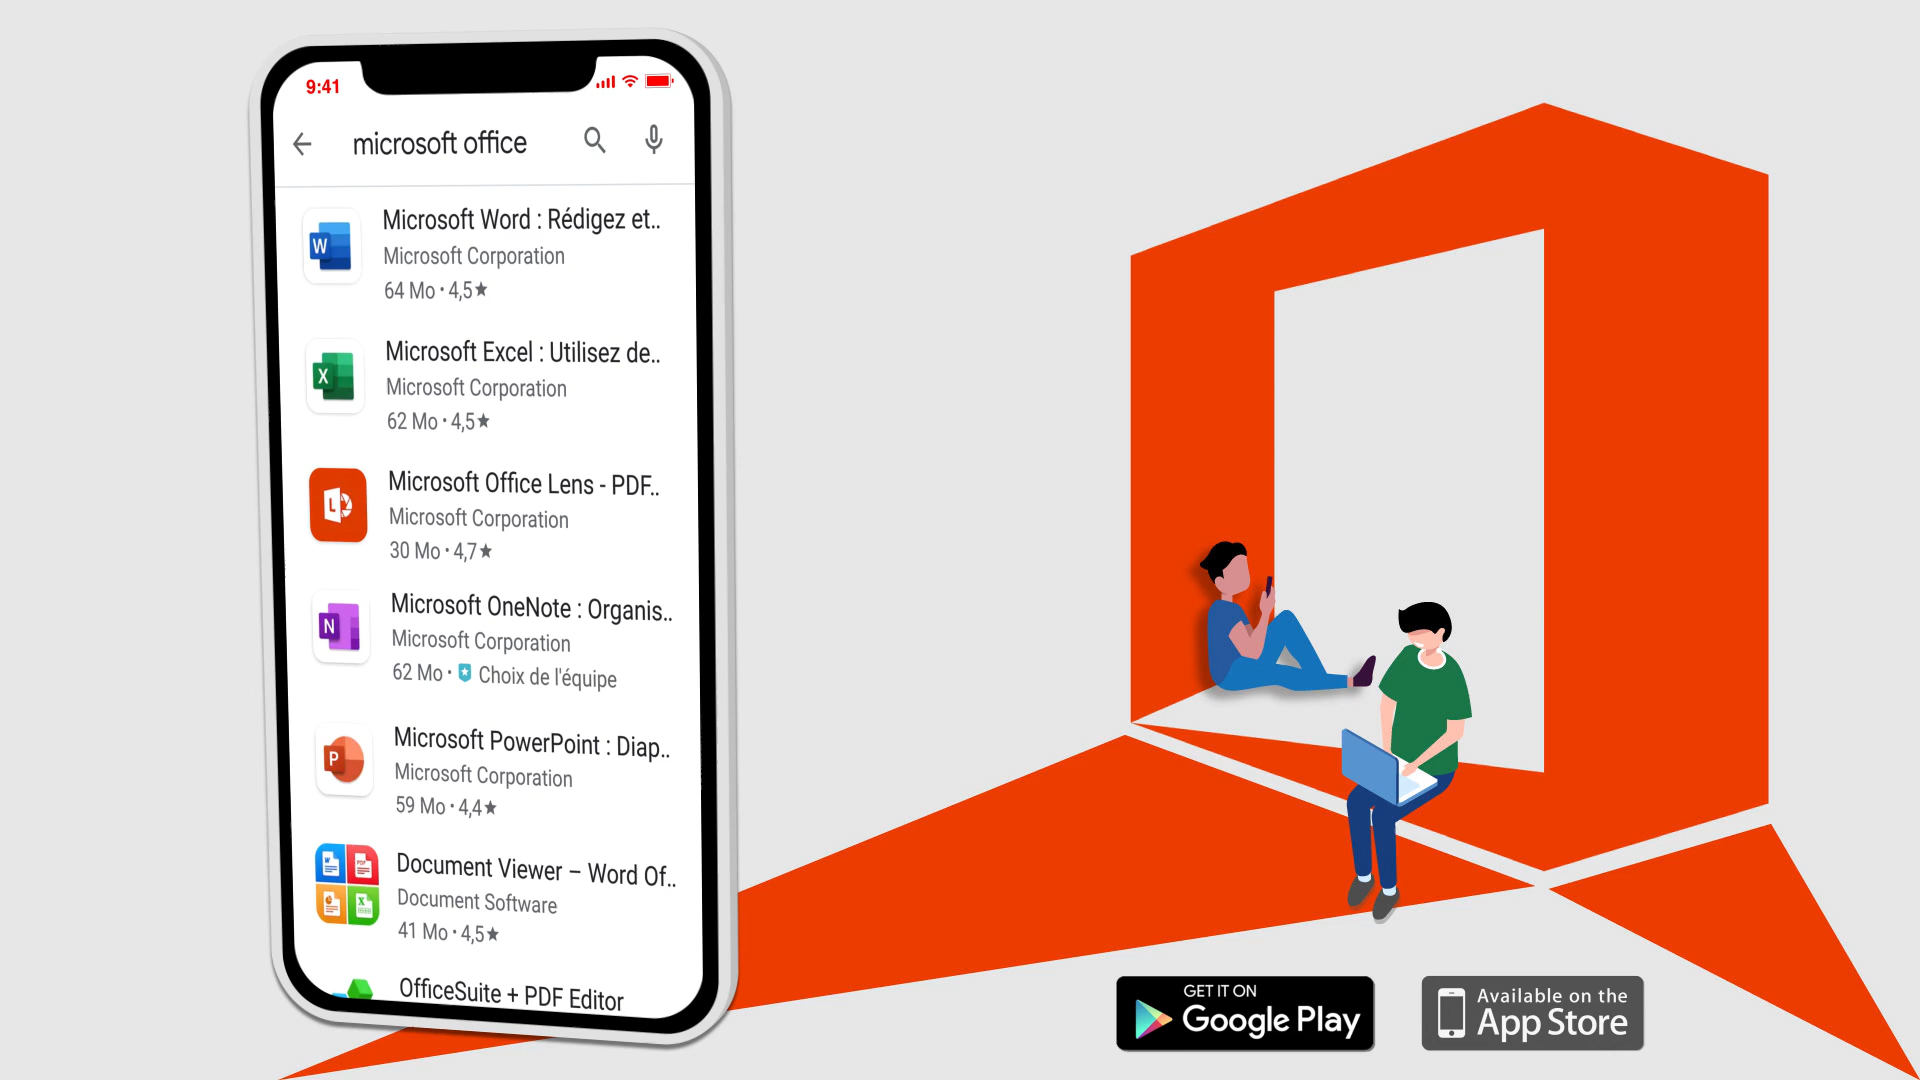 9:41
microsoft office
Microsoft Word : Rédigez et..
Microsoft Corporation
64 Mo • 4,5★
Microsoft Excel : Utilisez de..
Microsoft Corporation
62 Mo • 4,5★
Microsoft Office Lens - PDF..
Microsoft Corporation
30 Mo • 4,7★
Microsoft OneNote : Organis..
Microsoft Corporation
62 Mo • Choix de l'équipe
Microsoft PowerPoint : Diap..
Microsoft Corporation
59 Mo • 4,4★
Document Viewer – Word Of..
Document Software
41 Mo • 4,5★
OfficeSuite + PDF Editor
W
X
L
N
P
W
PDF
X
GET IT ON
Google Play
Available on the
App Store